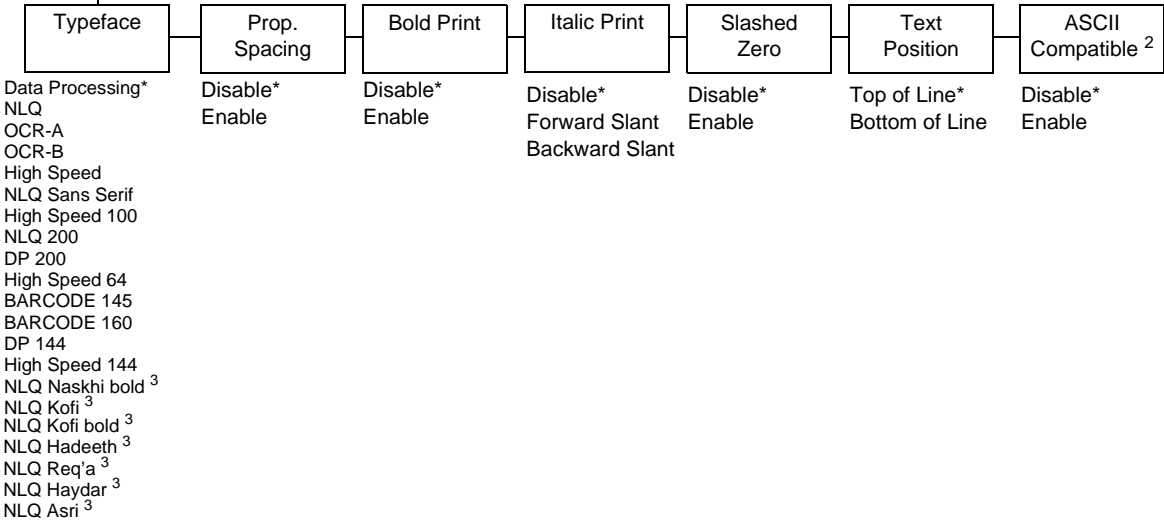 Typeface
Data Processing*
NLQ
OCR-A
OCR-B
High Speed
NLQ Sans Serif
High Speed 100
NLQ 200
DP 200
High Speed 64
BARCODE 145
BARCODE 160
DP 144
High Speed 144
NLQ Naskhi bold 3
NLQ Kofi 3
NLQ Kofi bold 3
NLQ Hadeeth 3
NLQ Req'a 3
NLQ Haydar 3
NLQ Asri 3
Prop.
Spacing
Disable*
Enable
Bold Print
Disable*
Enable
Italic Print
Disable*
Forward Slant
Backward Slant
Slashed
Zero
Disable*
Enable
Text
Position
Top of Line*
Bottom of Line
ASCII
Compatible 2
Disable*
Enable